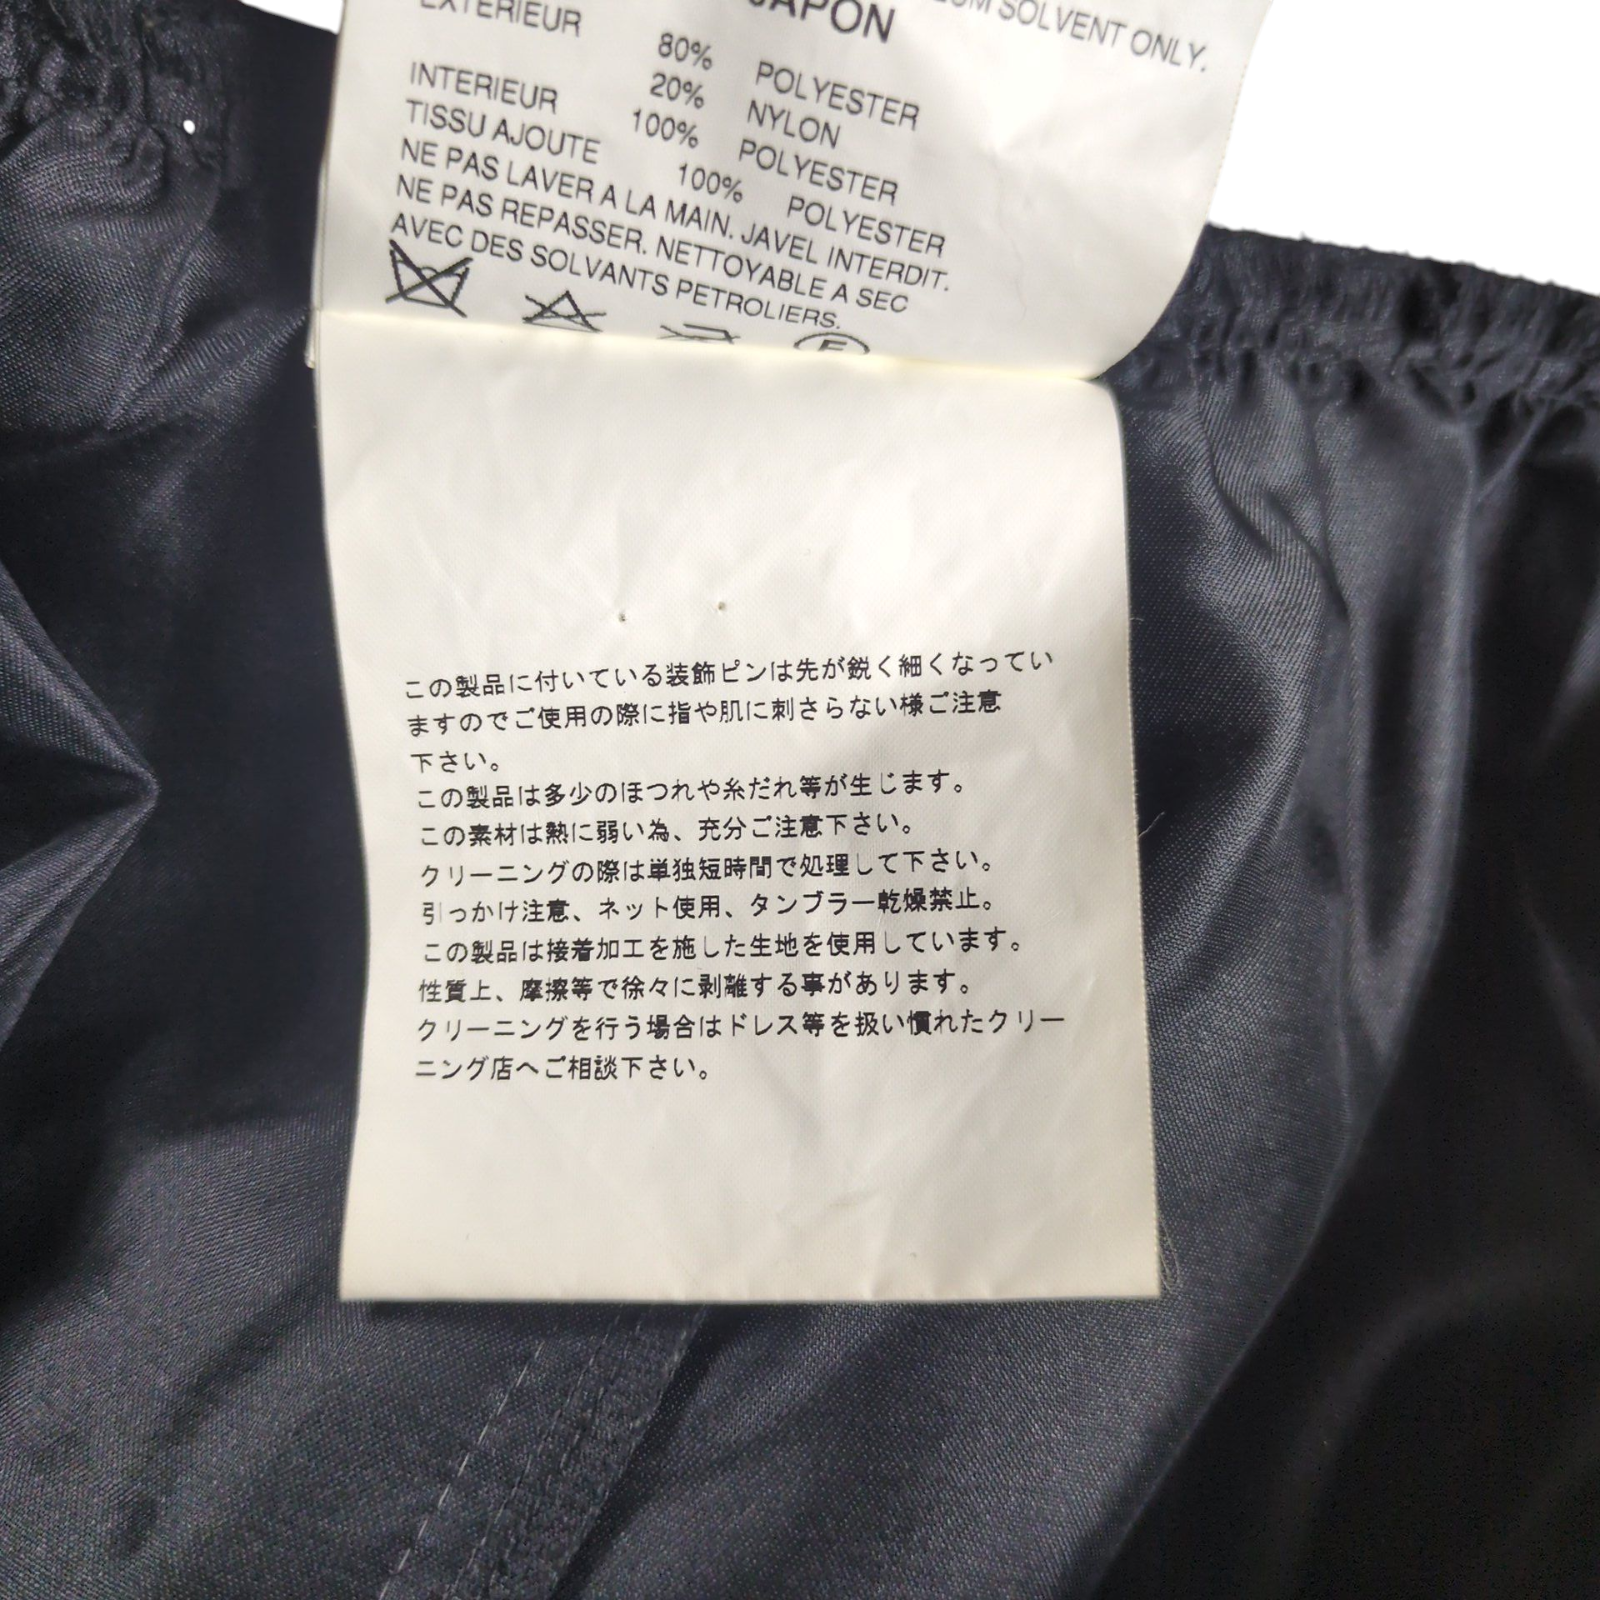 SOLVENT ONLY.
JAPON
EXTERIEUR
80% POLYESTER
20% NYLON
INTERIEUR 100% POLYESTER
TISSU AJOUTE 100% POLYESTER
NE PAS LAVER A LA MAIN. JAVEL INTERDIT.
NE PAS REPASSER. NETTOYABLE A SEC
AVEC DES SOLVANTS PETROLIERS.
F
この製品に付いている装飾ピンは先が鋭く細くなってい
ますのでご使用の際に指や肌に刺さらない様ご注意
下さい。
この製品は多少のほつれや糸だれ等が生じます。
この素材は熱に弱い為、充分ご注意下さい。
クリーニングの際は単独短時間で処理して下さい。
引っかけ注意、ネット使用、タンブラー乾燥禁止。
この製品は接着加工を施した生地を使用しています。
性質上、摩擦等で徐々に剥離する事があります。
クリーニングを行う場合はドレス等を扱い慣れたクリー
ニング店へご相談下さい。